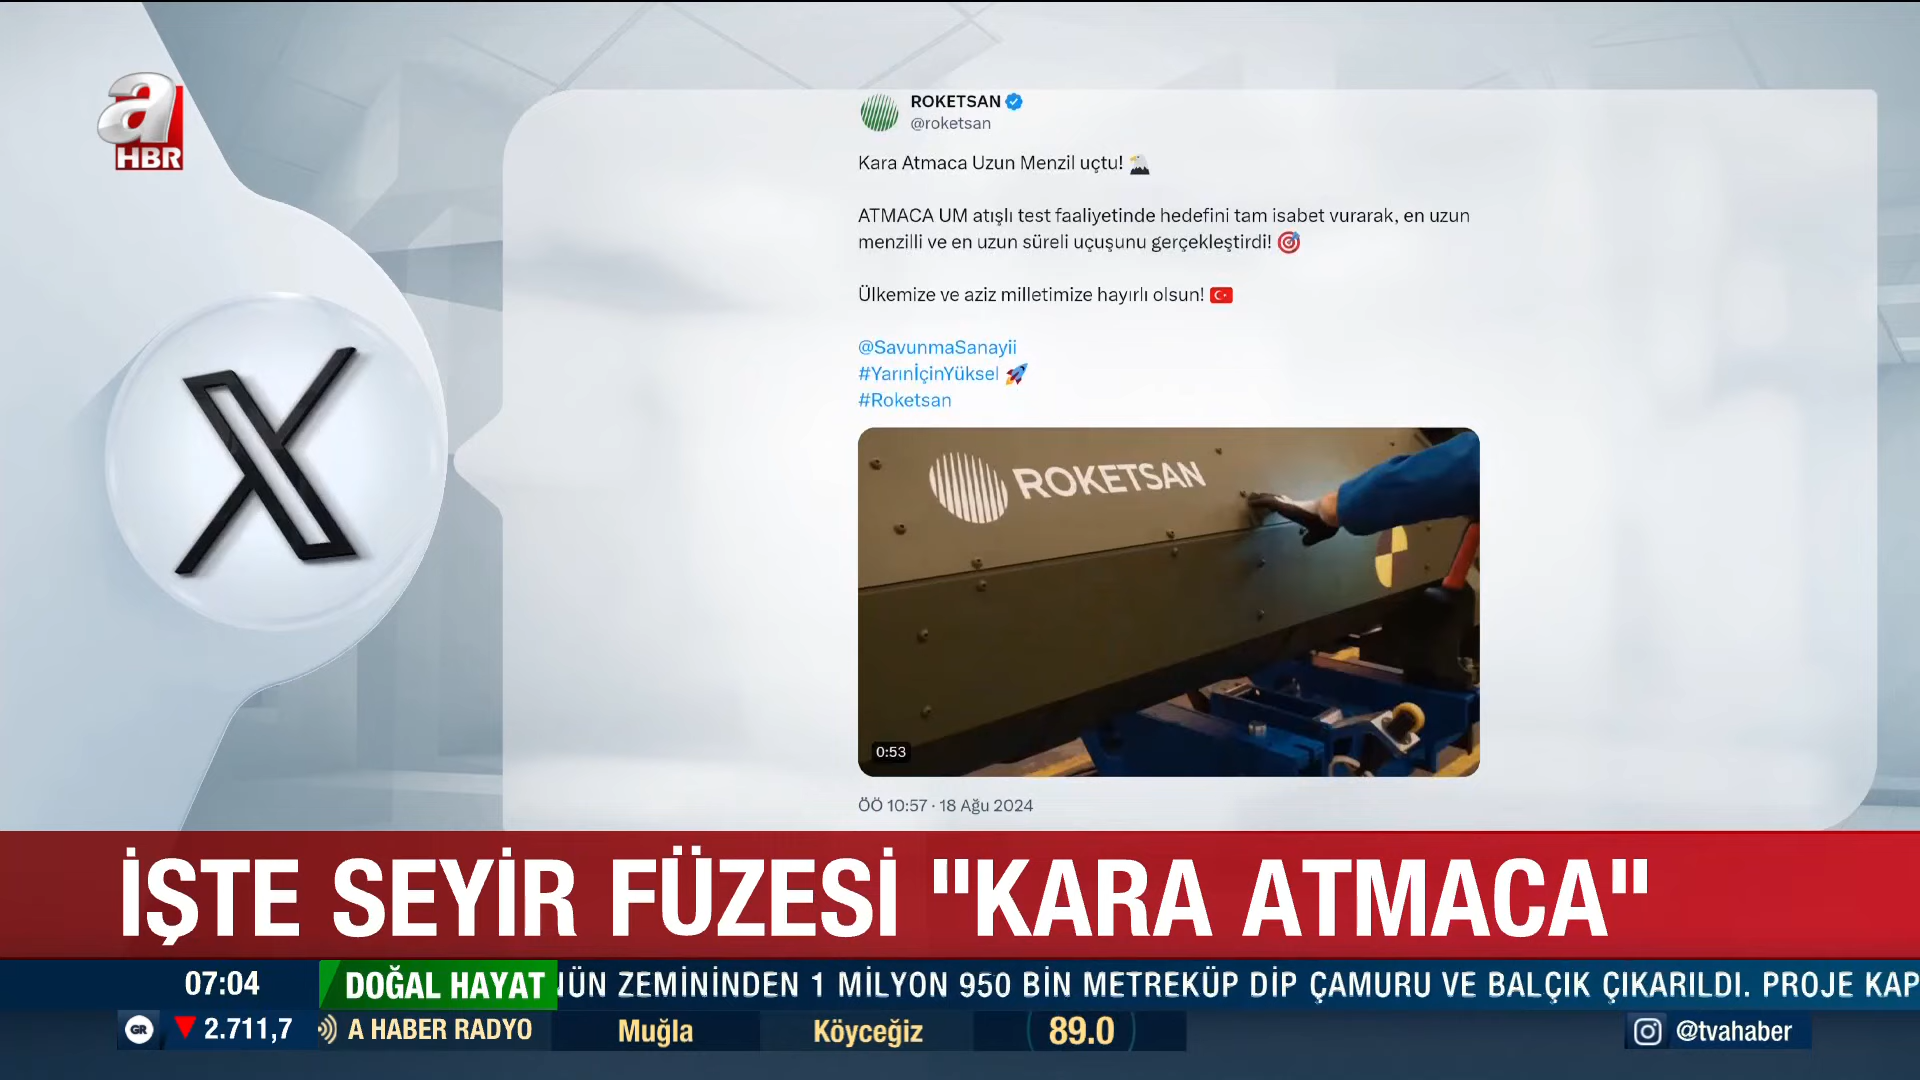 a
HBR
ROKETSAN
@roketsan
Kara Atmaca Uzun Menzil uçtu!
ATMACA UM atışlı test faaliyetinde hedefini tam isabet vurarak, en uzun
menzilli ve en uzun süreli uçuşunu gerçekleştirdi!
Ülkemize ve aziz milletimize hayırlı olsun!
@SavunmaSanayii
#YarınİçinYüksel
#Roketsan
ROKETSAN
0:53
ÖÖ 10:57 · 18 Ağu 2024
X
İŞTE SEYİR FÜZESİ "KARA ATMACA"
07:04
DOĞAL HAYAT
ZEMİNİNDEN 1 MİLYON 950 BİN METREKÜP DİP ÇAMURU VE BALÇIK ÇIKARILDI. PROJE KAP
GR 2.711,7
A HABER RADYO
Muğla
Köyceğiz
89.0
@tvahaber